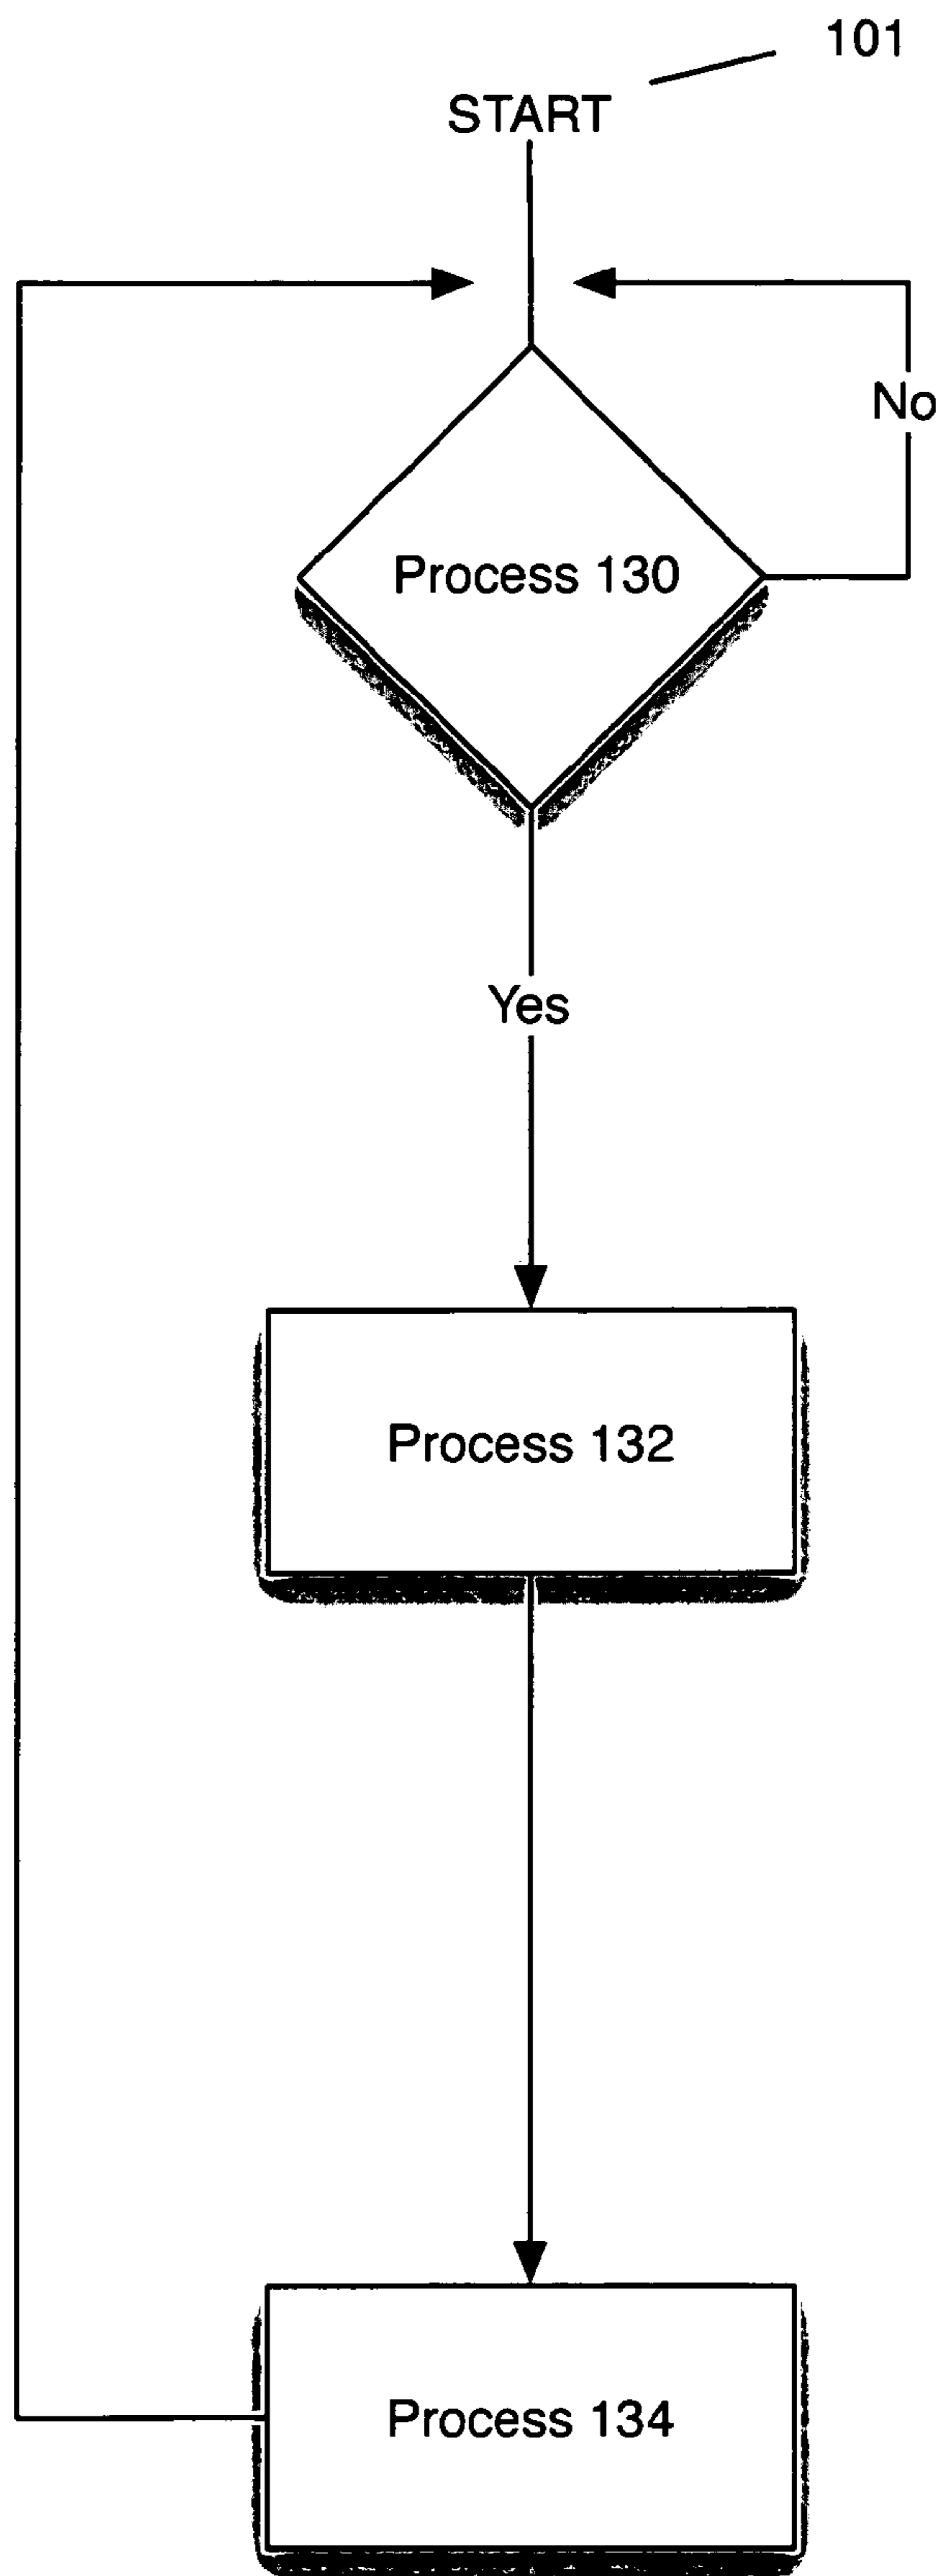 101
START
No
Process 130
Yes
Process 132
Process 134